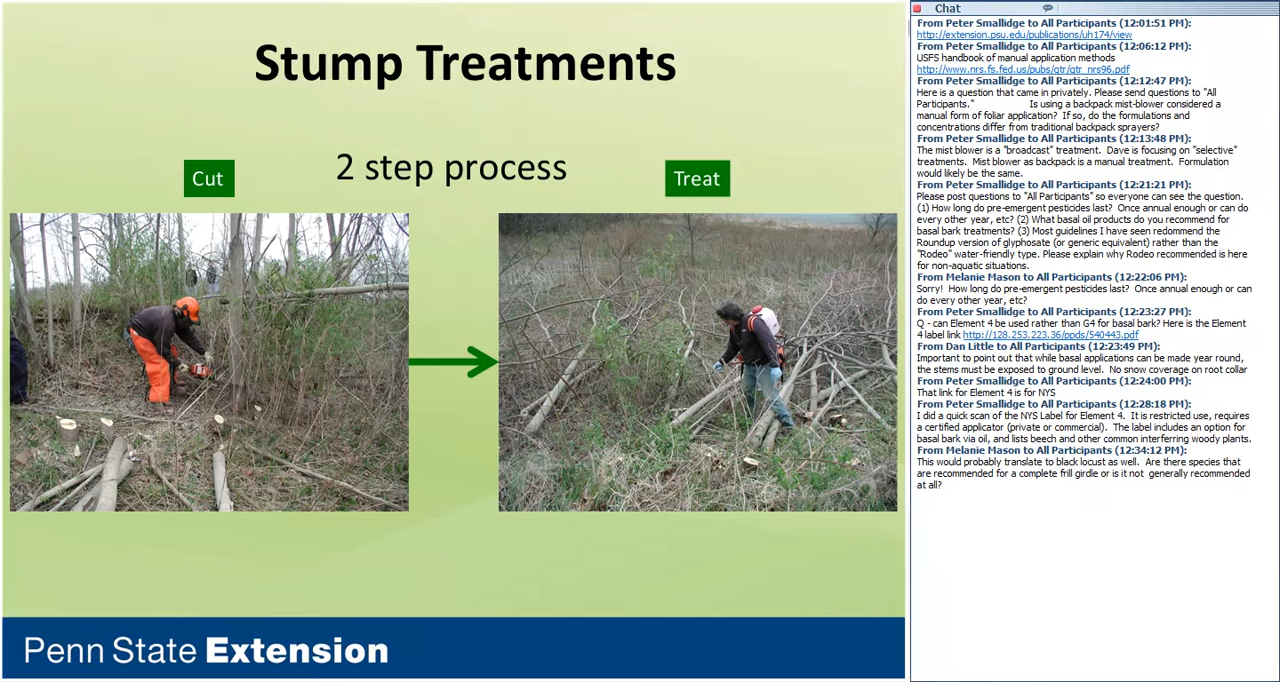 Stump Treatments
2 step process
Cut
Treat
Penn State Extension
Chat
From Peter Smallidge to All Participants (12:01:51 PM):
http://extension.psu.edu/publications/uh174/view
From Peter Smallidge to All Participants (12:06:12 PM):
USFS handbook of manual application methods
http://www.nrs.fs.fed.us/pubs/gtr/gtr_nrs96.pdf
From Peter Smallidge to All Participants (12:12:47 PM):
Here is a question that came in privately. Please send questions to "All
Participants." Is using a backpack mist-blower considered a
manual form of foliar application? If so, do the formulations and
concentrations differ from traditional backpack sprayers?
From Peter Smallidge to All Participants (12:13:48 PM):
The mist blower is a "broadcast" treatment. Dave is focusing on "selective"
treatments. Mist blower as backpack is a manual treatment. Formulation
would likely be the same.
From Peter Smallidge to All Participants (12:21:21 PM):
Please post questions to "All Participants" so everyone can see the question.
(1) How long do pre-emergent pesticides last? Once annual enough or can do
every other year, etc? (2) What basal oil products do you recommend for
basal bark treatments? (3) Most guidelines I have seen redommend the
Roundup version of glyphosate (or generic equivalent) rather than the
"Rodeo" water-friendly type. Please explain why Rodeo recommended is here
for non-aquatic situations.
From Melanie Mason to All Participants (12:22:06 PM):
Sorry! How long do pre-emergent pesticides last? Once annual enough or can
do every other year, etc?
From Peter Smallidge to All Participants (12:23:27 PM):
Q - can Element 4 be used rather than G4 for basal bark? Here is the Element
4 label link http://128.253.223.36/ppds/540443.pdf
From Dan Little to All Participants (12:23:49 PM):
Important to point out that while basal applications can be made year round,
the stems must be exposed to ground level. No snow coverage on root collar
From Peter Smallidge to All Participants (12:24:00 PM):
That link for Element 4 is for NYS
From Peter Smallidge to All Participants (12:28:18 PM):
I did a quick scan of the NYS Label for Element 4. It is restricted use, requires
a certified applicator (private or commercial). The label includes an option for
basal bark via oil, and lists beech and other common interfering woody plants.
From Melanie Mason to All Participants (12:34:12 PM):
This would probably translate to black locust as well. Are there species that
are recommended for a complete frill girdle or is it not generally recommended
at all?